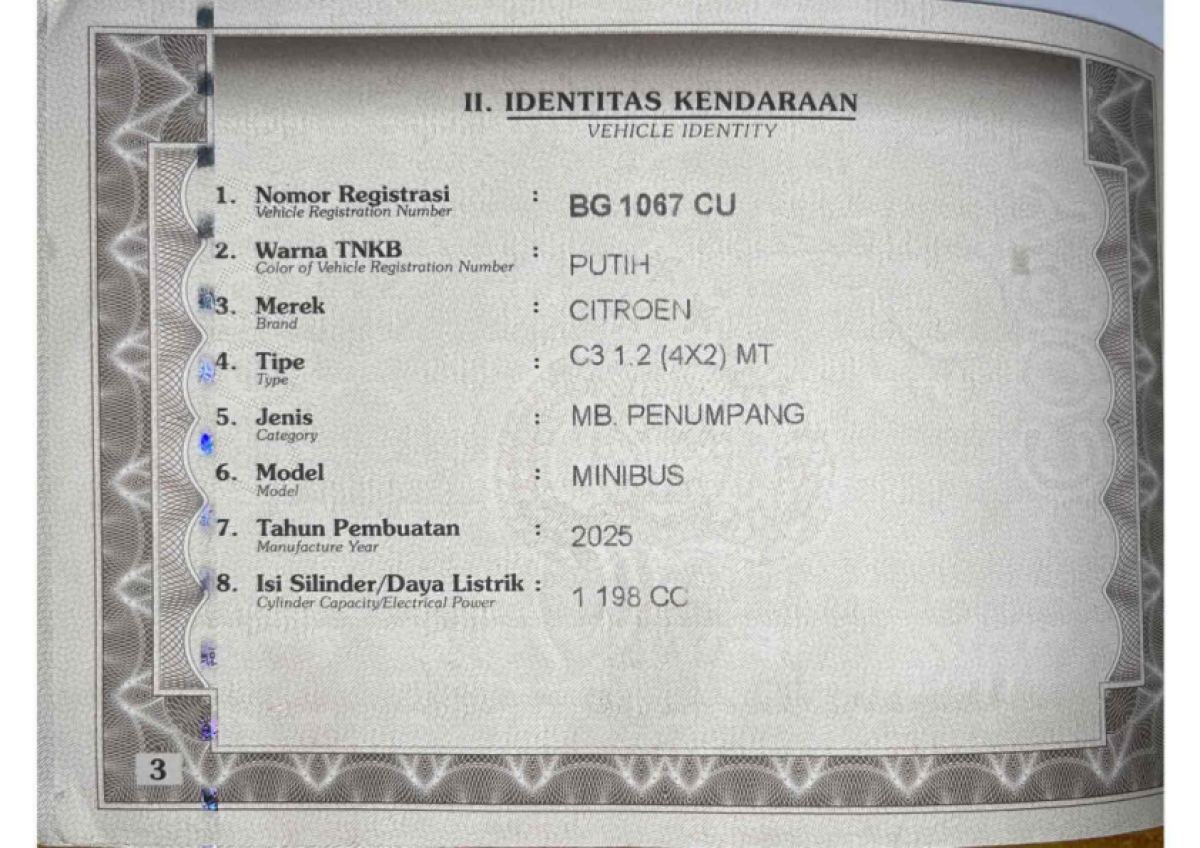 II. IDENTITAS KENDARAAN
VEHICLE IDENTITY
1. Nomor Registrasi : BG 1067 CU
Vehicle Registration Number
2. Warna TNKB : PUTIH
Color of Vehicle Registration Number
3. Merek : CITROEN
Brand
4. Tipe : C3 1.2 (4X2) MT
Type
5. Jenis : MB. PENUMPANG
Category
6. Model : MINIBUS
Model
7. Tahun Pembuatan : 2025
Manufacture Year
8. Isi Silinder/Daya Listrik : 1 198 CC
Cylinder Capacity/Electrical Power
3